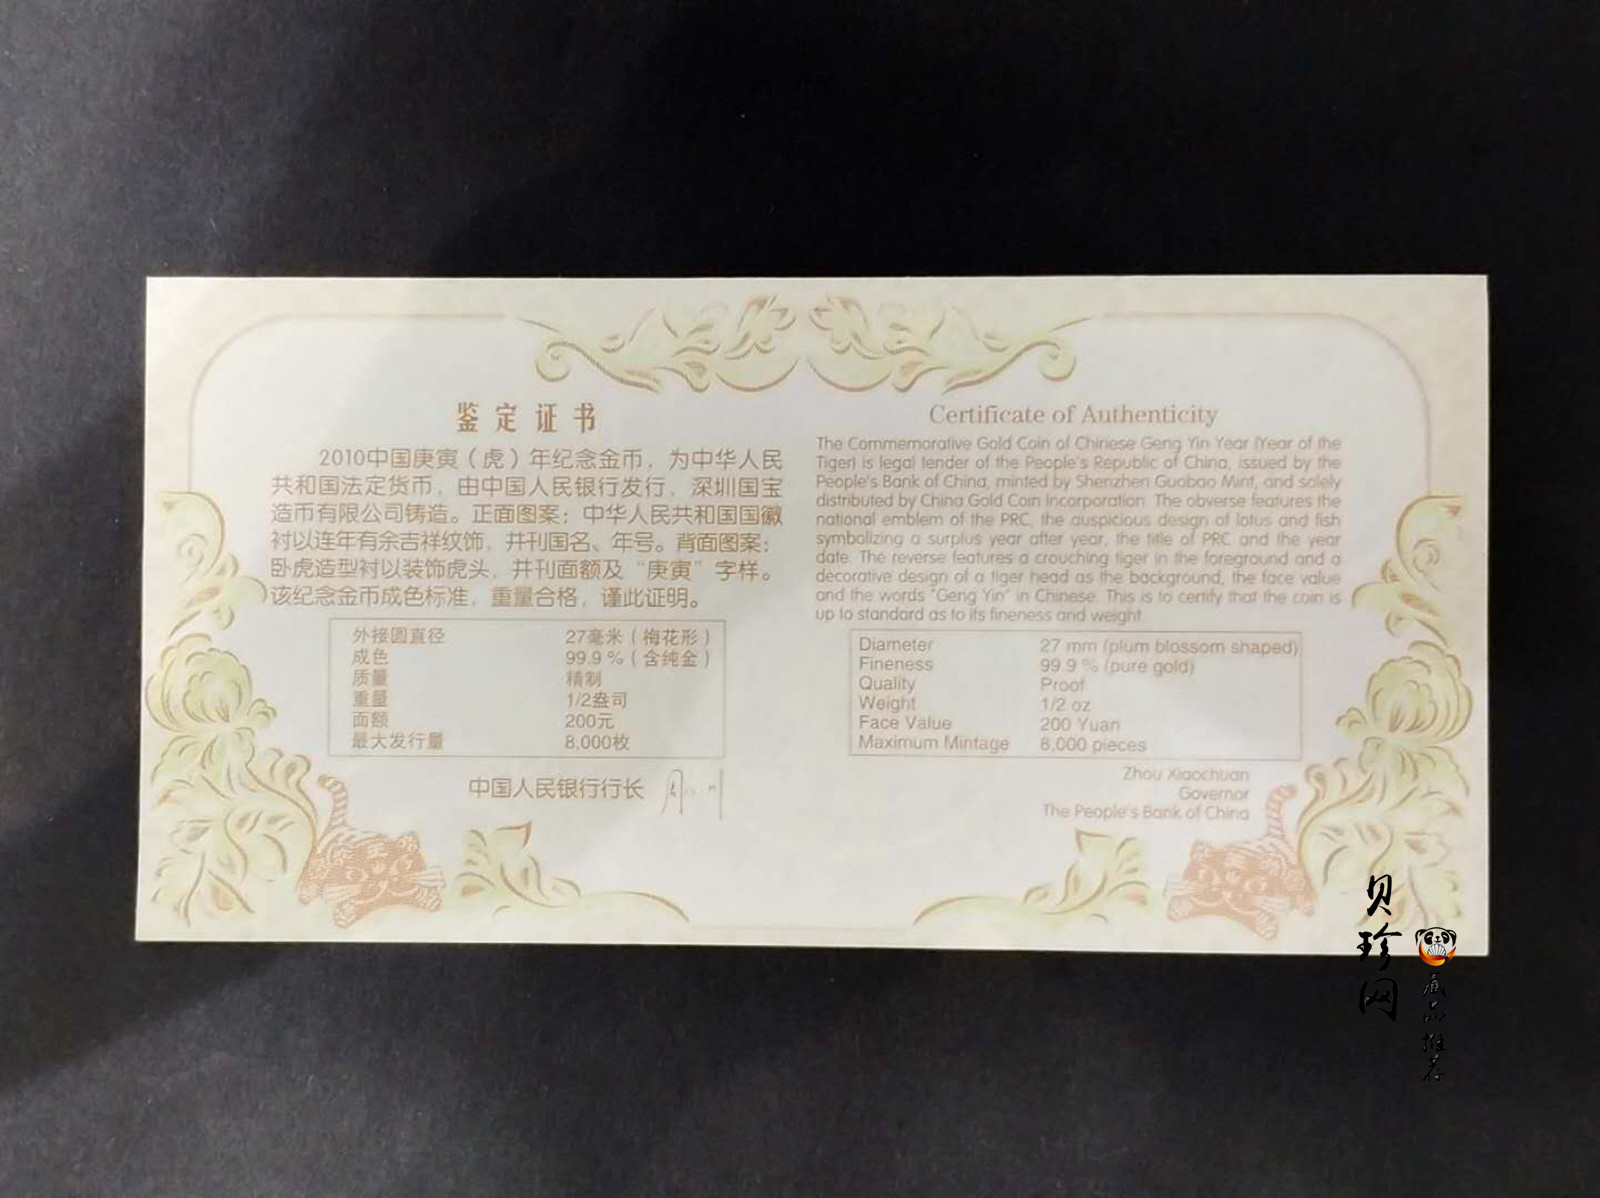 鉴定证书
2010中国庚寅（虎）年纪念金币，为中华人民
共和国法定货币，由中国人民银行发行，深圳国宝
造币有限公司铸造。正面图案：中华人民共和国国徽
衬以连年有余吉祥纹饰，并刊国名、年号。背面图案：
卧虎造型衬以装饰虎头，并刊面额及“庚寅”字样。
该纪念金币成色标准，重量合格，谨此证明。
外接圆直径 27毫米（梅花形）
成色 99.9％（含纯金）
质量 精制
重量 1/2盎司
面额 200元
最大发行量 8,000枚
中国人民银行行长
Certificate of Authenticity
The Commemorative Gold Coin of Chinese Geng Yin Year (Year of the
Tiger) is legal tender of the People's Republic of China, issued by the
People's Bank of China, minted by Shenzhen Guobao Mint, and solely
distributed by China Gold Coin Incorporation. The obverse features the
national emblem of the PRC, the auspicious design of lotus and fish
symbolizing a surplus year after year, the title of PRC and the year
date. The reverse features a crouching tiger in the foreground and a
decorative design of a tiger head as the background, the face value
and the words "Geng Yin" in Chinese. This is to certify that the coin is
up to standard as to its fineness and weight.
Diameter 27 mm (plum blossom shaped)
Fineness 99.9 % (pure gold)
Quality Proof
Weight 1/2 oz
Face Value 200 Yuan
Maximum Mintage 8,000 pieces
Zhou Xiaochuan
Governor
The People's Bank of China
贝珍网
藏品推荐